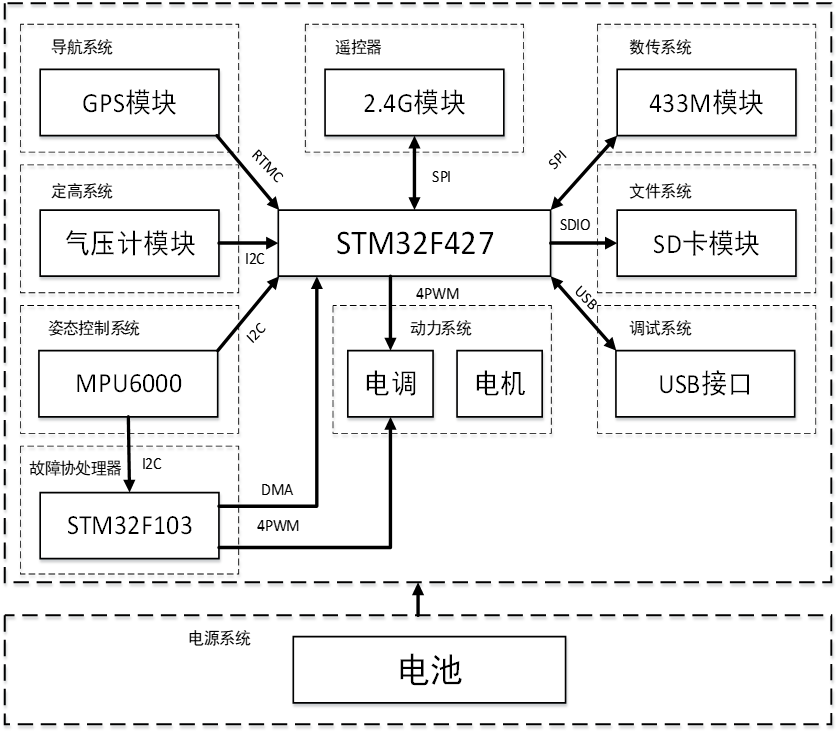 导航系统
GPS模块
遥控器
2.4G模块
数传系统
433M模块
RTMC
SPI
SPI
定高系统
气压计模块
I2C
STM32F427
SDIO
文件系统
SD卡模块
姿态控制系统
MPU6000
I2C
4PWM
动力系统
电调
电机
USB
调试系统
USB接口
I2C
故障协处理器
STM32F103
DMA
4PWM
电源系统
电池